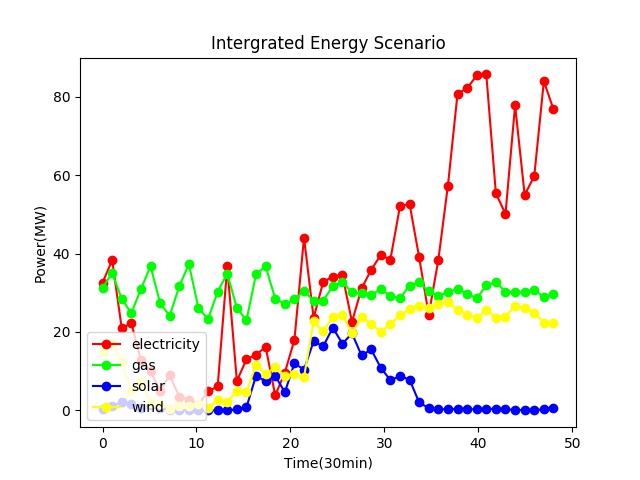 Intergrated Energy Scenario
Power(MW)
80
60
40
20
0
electricity
gas
solar
wind
0 10 20 30 40 50
Time(30min)